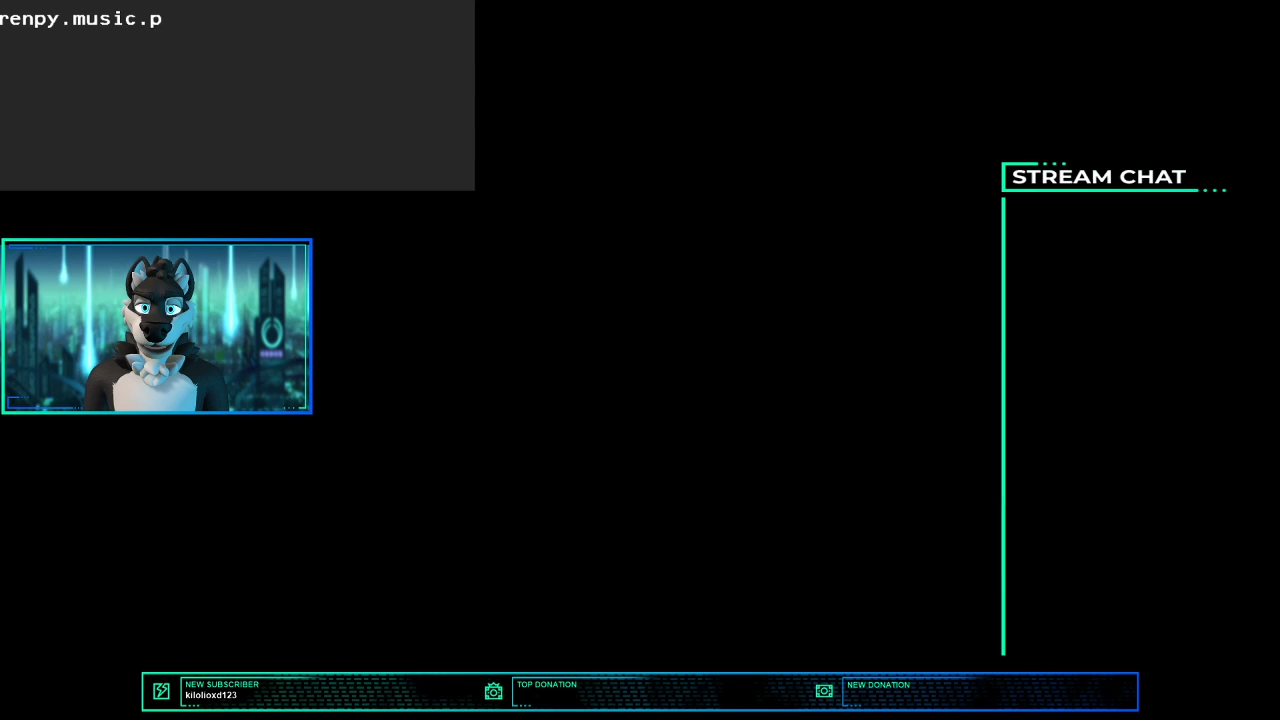 renpy.music.p
STREAM CHAT
NEW SUBSCRIBER
kilolioxd123
TOP DONATION
NEW DONATION